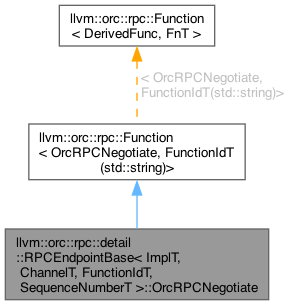 llvm::orc::rpc::Function
< DerivedFunc, FnT >
< OrcRPCNegotiate,
FunctionIdT(std::string)>
llvm::orc::rpc::Function
< OrcRPCNegotiate, FunctionIdT
(std::string)>
llvm::orc::rpc::detail
::RPCEndpointBase< ImplT,
ChannelT, FunctionIdT,
SequenceNumberT >::OrcRPCNegotiate